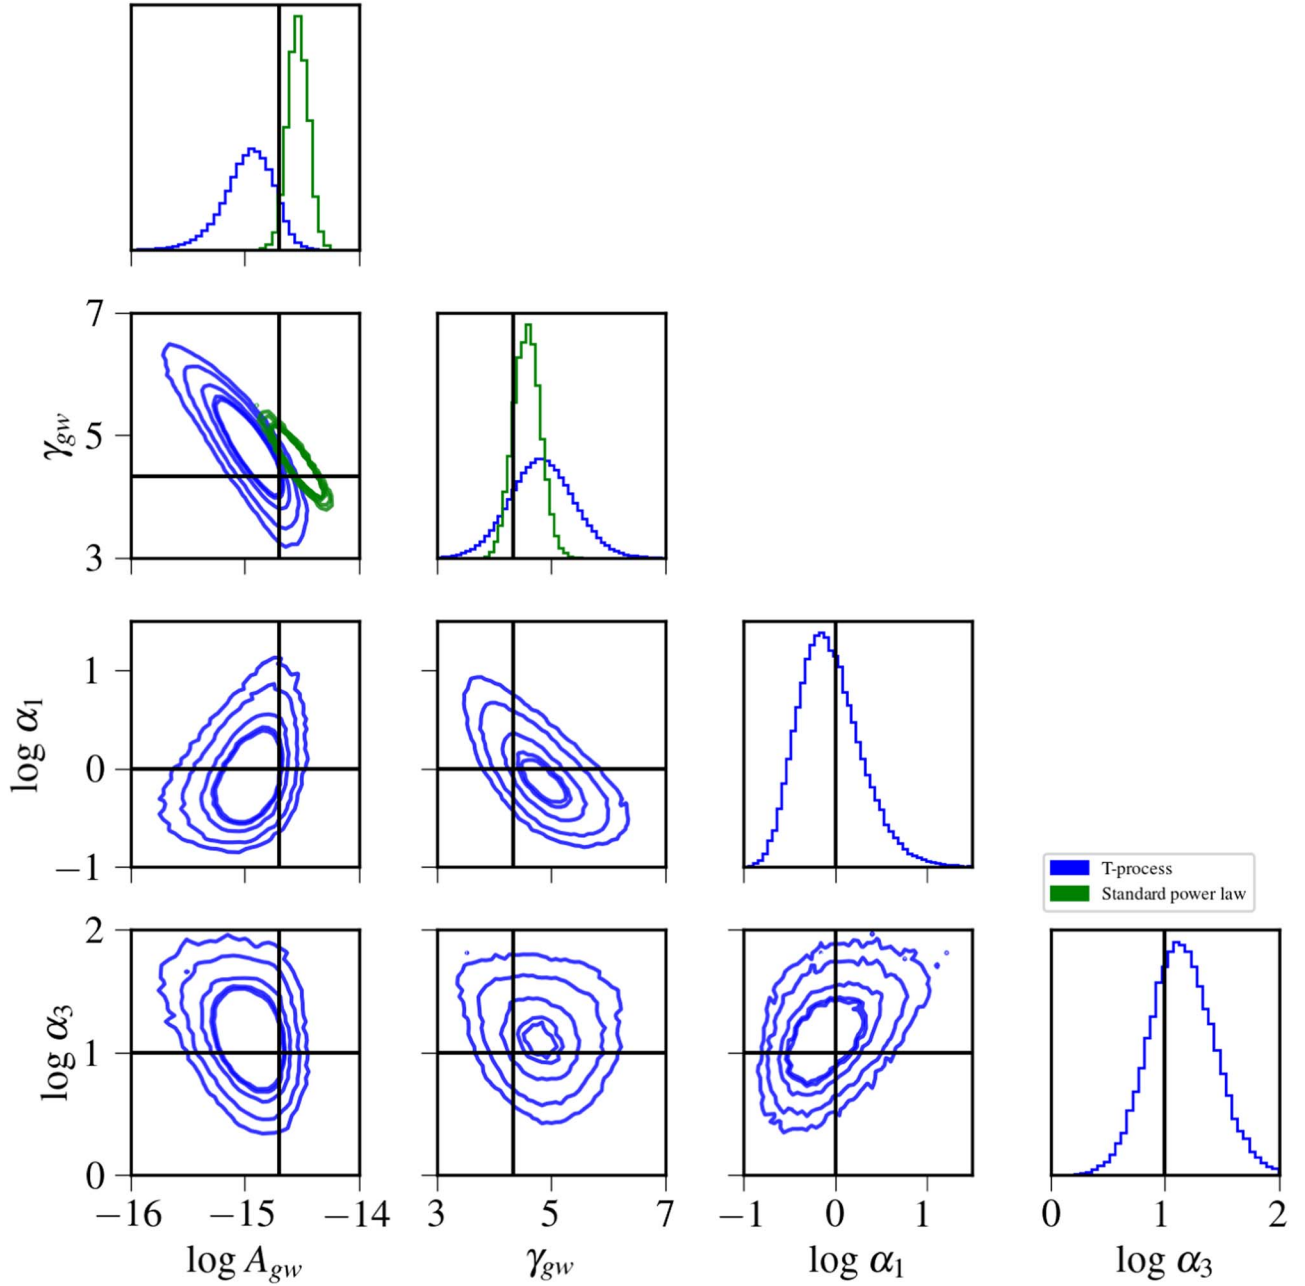 7
5
3
γgw
1
0
−1
log α1
T-process
Standard power law
2
1
0
log α3
−16 −15 −14 3 5 7 −1 0 1 0 1 2
log Agw γgw log α1 log α3